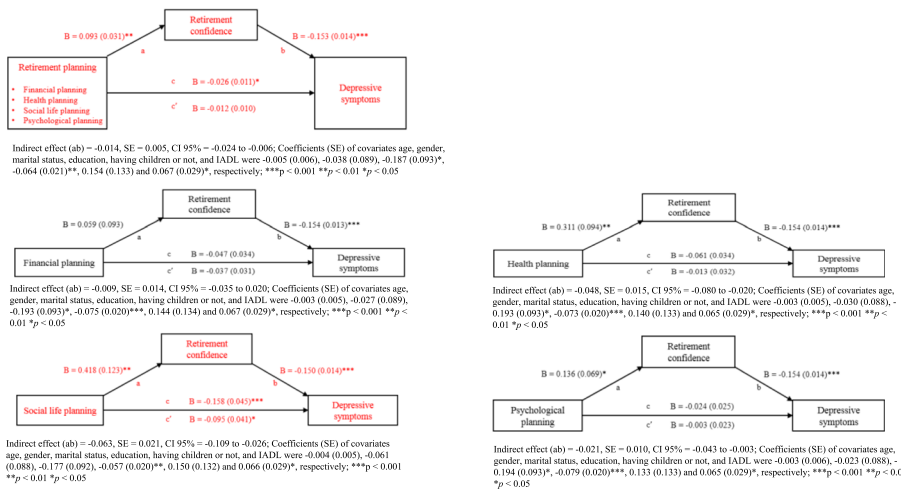 Retirement
confidence
B = 0.093 (0.031)**
B = -0.153 (0.014)***
a
b
Retirement planning
• Financial planning
• Health planning
• Social life planning
• Psychological planning
c B = -0.026 (0.011)*
c' B = -0.012 (0.010)
Depressive
symptoms
Indirect effect (ab) = -0.014, SE = 0.005, CI 95% = -0.024 to -0.006; Coefficients (SE) of covariates age, gender,
marital status, education, having children or not, and IADL were -0.005 (0.006), -0.038 (0.089), -0.187 (0.093)*,
-0.064 (0.021)**, 0.154 (0.133) and 0.067 (0.029)*, respectively; ***p < 0.001 **p < 0.01 *p < 0.05
Retirement
confidence
B = 0.059 (0.093)
B = -0.154 (0.013)***
a
b
Financial planning
c B = -0.047 (0.034)
c' B = -0.037 (0.031)
Depressive
symptoms
Indirect effect (ab) = -0.009, SE = 0.014, CI 95% = -0.035 to 0.020; Coefficients (SE) of covariates age,
gender, marital status, education, having children or not, and IADL were -0.003 (0.005), -0.027 (0.089),
-0.193 (0.093)*, -0.075 (0.020)***, 0.144 (0.134) and 0.067 (0.029)*, respectively; ***p < 0.001 **p <
0.01 *p < 0.05
Retirement
confidence
B = 0.311 (0.094)**
B = -0.154 (0.014)***
a
b
Health planning
c B = -0.061 (0.034)
c' B = -0.013 (0.032)
Depressive
symptoms
Indirect effect (ab) = -0.048, SE = 0.015, CI 95% = -0.080 to -0.020; Coefficients (SE) of covariates age,
gender, marital status, education, having children or not, and IADL were -0.003 (0.005), -0.030 (0.088), -
0.193 (0.093)*, -0.073 (0.020)***, 0.140 (0.133) and 0.065 (0.029)*, respectively; ***p < 0.001 **p <
0.01 *p < 0.05
Retirement
confidence
B = 0.418 (0.123)**
B = -0.150 (0.014)***
a
b
Social life planning
c B = -0.158 (0.045)***
c' B = -0.095 (0.041)*
Depressive
symptoms
Indirect effect (ab) = -0.063, SE = 0.021, CI 95% = -0.109 to -0.026; Coefficients (SE) of covariates
age, gender, marital status, education, having children or not, and IADL were -0.004 (0.005), -0.061
(0.088), -0.177 (0.092), -0.057 (0.020)**, 0.150 (0.132) and 0.066 (0.029)*, respectively; ***p < 0.001
**p < 0.01 *p < 0.05
Retirement
confidence
B = 0.136 (0.069)*
B = -0.154 (0.014)***
a
b
Psychological
planning
c B = -0.024 (0.025)
c' B = -0.003 (0.023)
Depressive
symptoms
Indirect effect (ab) = -0.021, SE = 0.010, CI 95% = -0.043 to -0.003; Coefficients (SE) of covariates age,
gender, marital status, education, having children or not, and IADL were -0.003 (0.006), -0.023 (0.088), -
0.194 (0.093)*, -0.079 (0.020)***, 0.133 (0.133) and 0.065 (0.029)*, respectively; ***p < 0.001 **p <
*p < 0.05